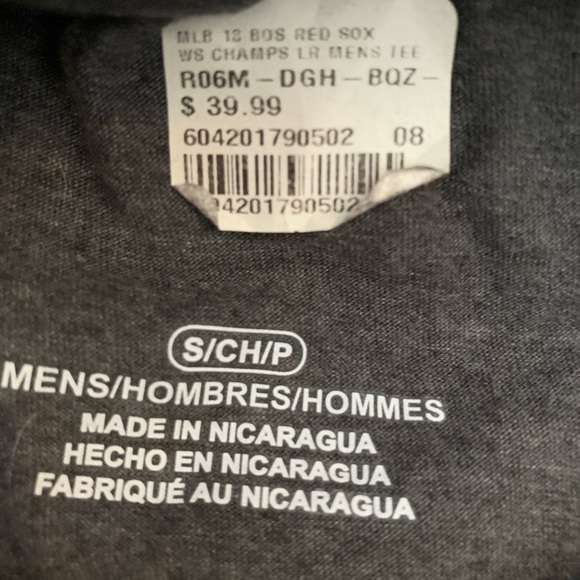 MLB 18 BOS RED SOX
WS CHAMPS LR MENS TEE
R06M - DGH - BQZ -
$ 39.99
604201790502 08
04201790502
S/CH/P
MENS/HOMBRES/HOMMES
MADE IN NICARAGUA
HECHO EN NICARAGUA
FABRIQUÉ AU NICARAGUA